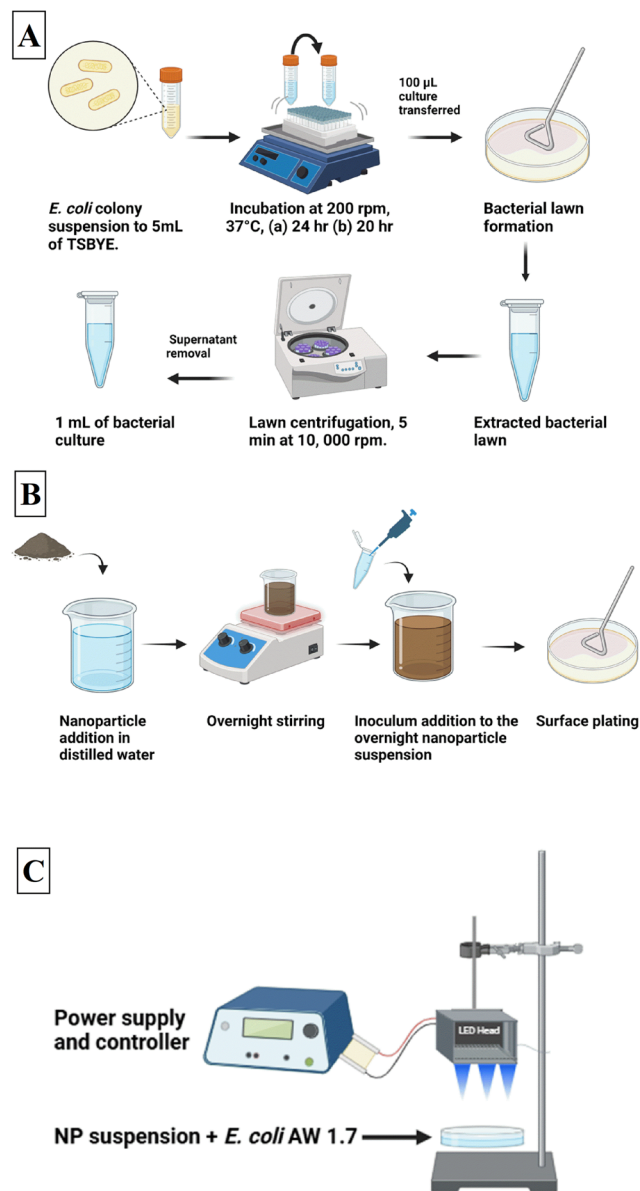 A
100 µL
culture
transferred
E. coli colony
suspension to 5mL
of TSBYE.
Incubation at 200 rpm,
37°C, (a) 24 hr (b) 20 hr
Bacterial lawn
formation
Supernatant
removal
1 mL of bacterial
culture
Lawn centrifugation, 5
min at 10, 000 rpm.
Extracted bacterial
lawn
B
Nanoparticle
addition in
distilled water
Overnight stirring
Inoculum addition to the
overnight nanoparticle
suspension
Surface plating
C
Power supply
and controller
LED Head
NP suspension + E. coli AW 1.7